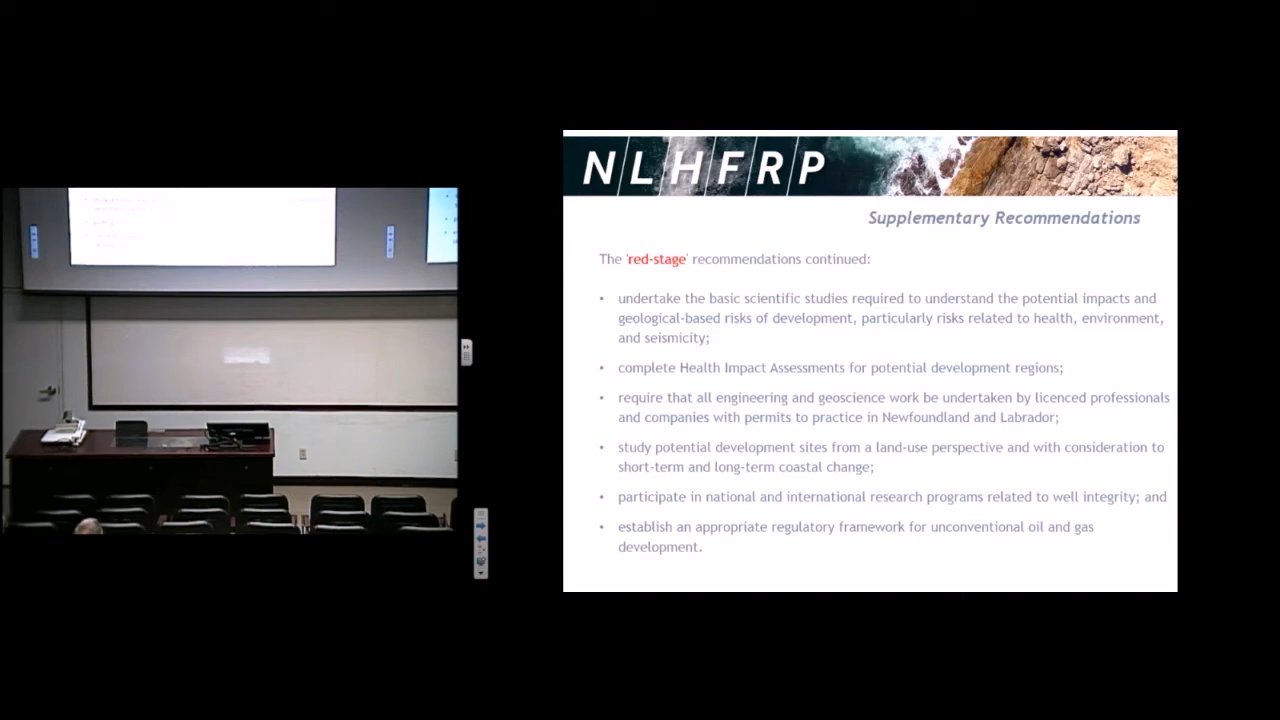 NLHFRP
Supplementary Recommendations
The 'red-stage' recommendations continued:
• undertake the basic scientific studies required to understand the potential impacts and
geological-based risks of development, particularly risks related to health, environment,
and seismicity;
• complete Health Impact Assessments for potential development regions;
• require that all engineering and geoscience work be undertaken by licenced professionals
and companies with permits to practice in Newfoundland and Labrador;
• study potential development sites from a land-use perspective and with consideration to
short-term and long-term coastal change;
• participate in national and international research programs related to well integrity; and
• establish an appropriate regulatory framework for unconventional oil and gas
development.